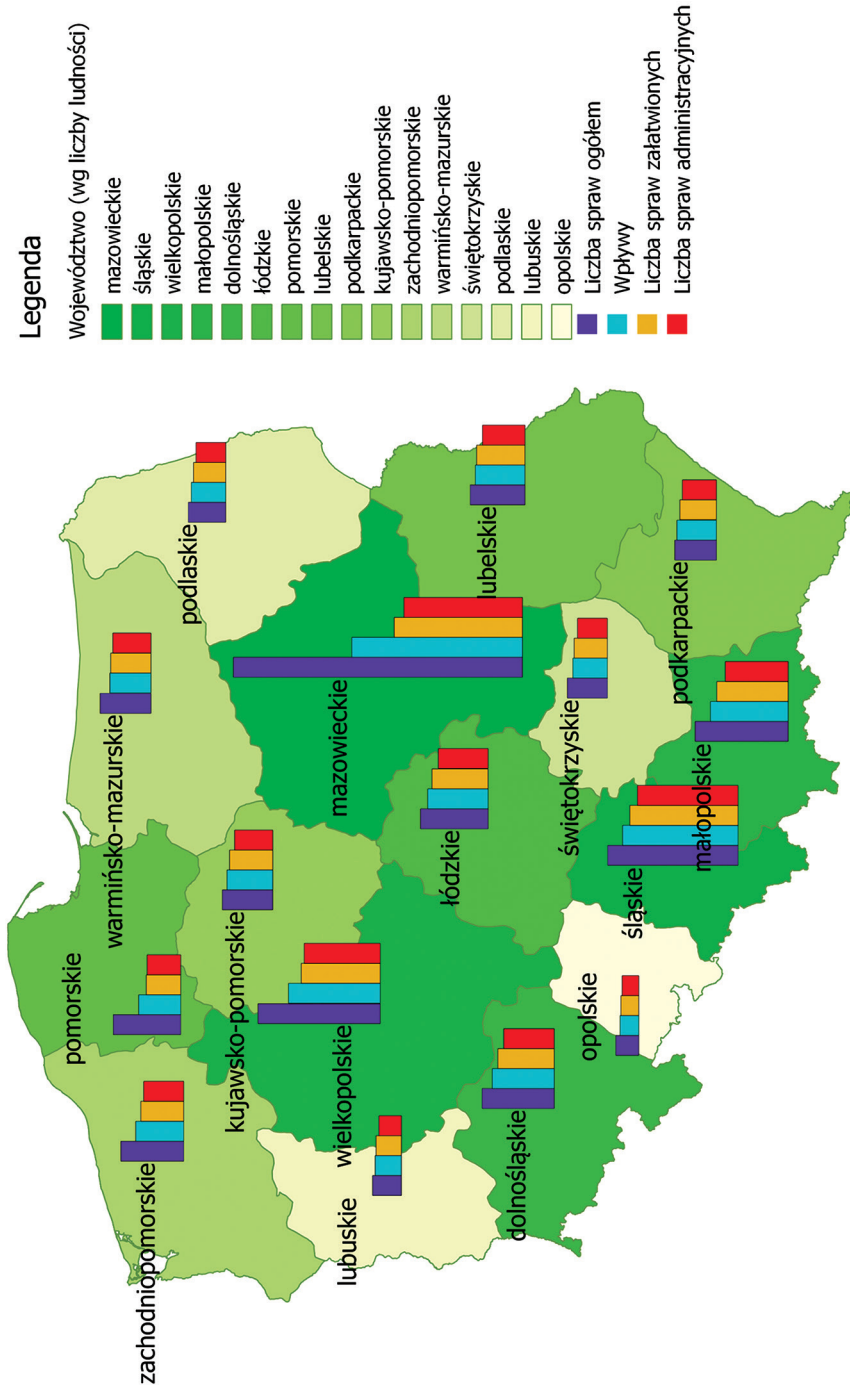 Legenda
Województwo (wg liczby ludności)
mazowieckie
śląskie
wielkopolskie
małopolskie
dolnośląskie
łódzkie
pomorskie
lubelskie
podkarpackie
kujawsko-pomorskie
zachodniopomorskie
warmińsko-mazurskie
świętokrzyskie
podlaskie
lubuskie
opolskie
Liczba spraw ogółem
Wpływy
Liczba spraw załatwionych
Liczba spraw administracyjnych
zachodniopomorskie
pomorskie
warmińsko-mazurskie
podlaskie
kujawsko-pomorskie
mazowieckie
wielkopolskie
lubuskie
łódzkie
lubelskie
dolnośląskie
opolskie
śląskie
świętokrzyskie
małopolskie
podkarpackie